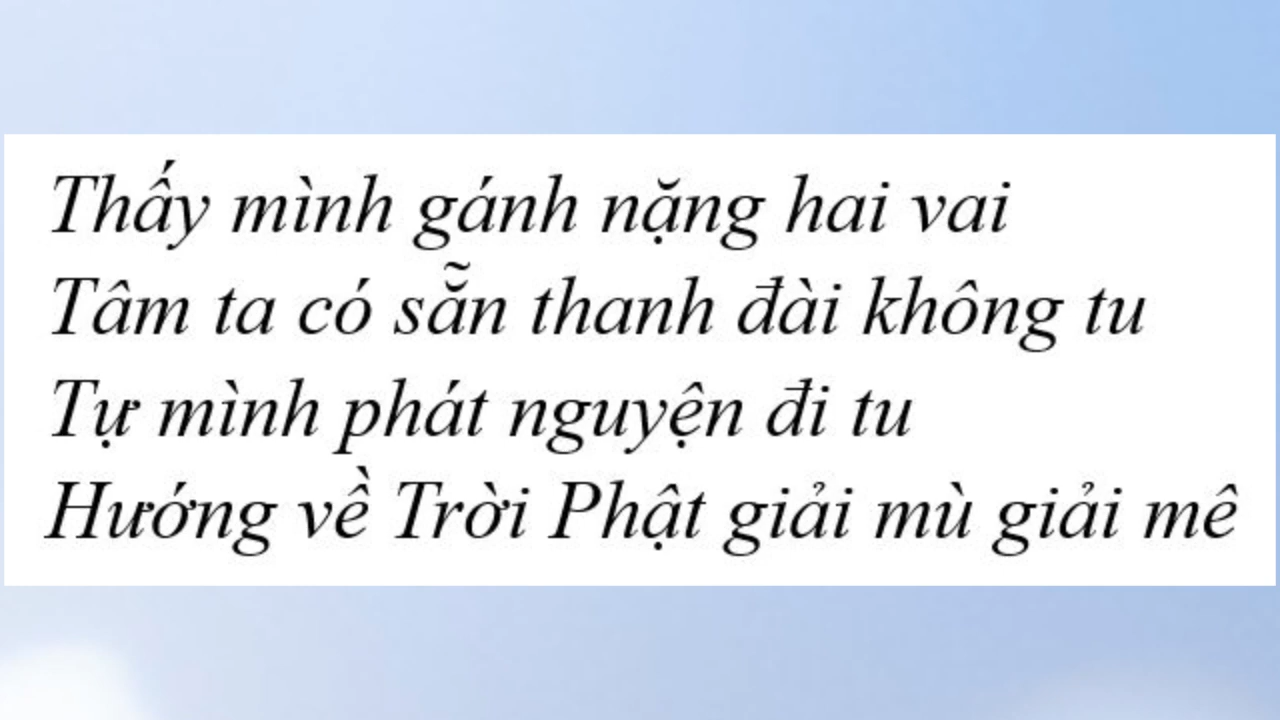 Thấy mình gánh nặng hai vai
Tâm ta có sẵn thanh đài không tu
Tự mình phát nguyện đi tu
Hướng về Trời Phật giải mù giải mê